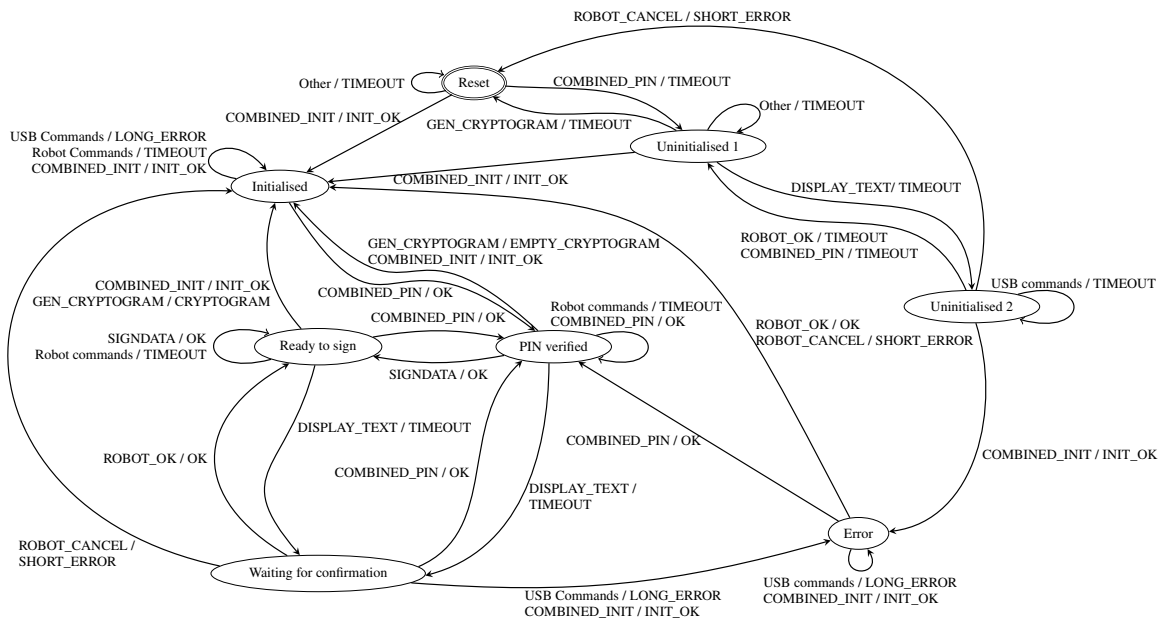 ROBOT_CANCEL / SHORT_ERROR
Other / TIMEOUT
Reset
COMBINED_PIN / TIMEOUT
Other / TIMEOUT
COMBINED_INIT / INIT_OK
GEN_CRYPTOGRAM / TIMEOUT
USB Commands / LONG_ERROR
Robot Commands / TIMEOUT
COMBINED_INIT / INIT_OK
Uninitialised 1
Initialised
COMBINED_INIT / INIT_OK
DISPLAY_TEXT/ TIMEOUT
ROBOT_OK / TIMEOUT
COMBINED_PIN / TIMEOUT
GEN_CRYPTOGRAM / EMPTY_CRYPTOGRAM
COMBINED_INIT / INIT_OK
COMBINED_INIT / INIT_OK
GEN_CRYPTOGRAM / CRYPTOGRAM
COMBINED_PIN / OK
USB commands / TIMEOUT
Uninitialised 2
COMBINED_PIN / OK
Robot commands / TIMEOUT
COMBINED_PIN / OK
SIGNDATA / OK
Robot commands / TIMEOUT
Ready to sign
PIN verified
ROBOT_OK / OK
ROBOT_CANCEL / SHORT_ERROR
SIGNDATA / OK
DISPLAY_TEXT / TIMEOUT
COMBINED_PIN / OK
ROBOT_OK / OK
COMBINED_PIN / OK
COMBINED_INIT / INIT_OK
DISPLAY_TEXT /
TIMEOUT
Error
ROBOT_CANCEL /
SHORT_ERROR
Waiting for confirmation
USB Commands / LONG_ERROR
COMBINED_INIT / INIT_OK
USB commands / LONG_ERROR
COMBINED_INIT / INIT_OK